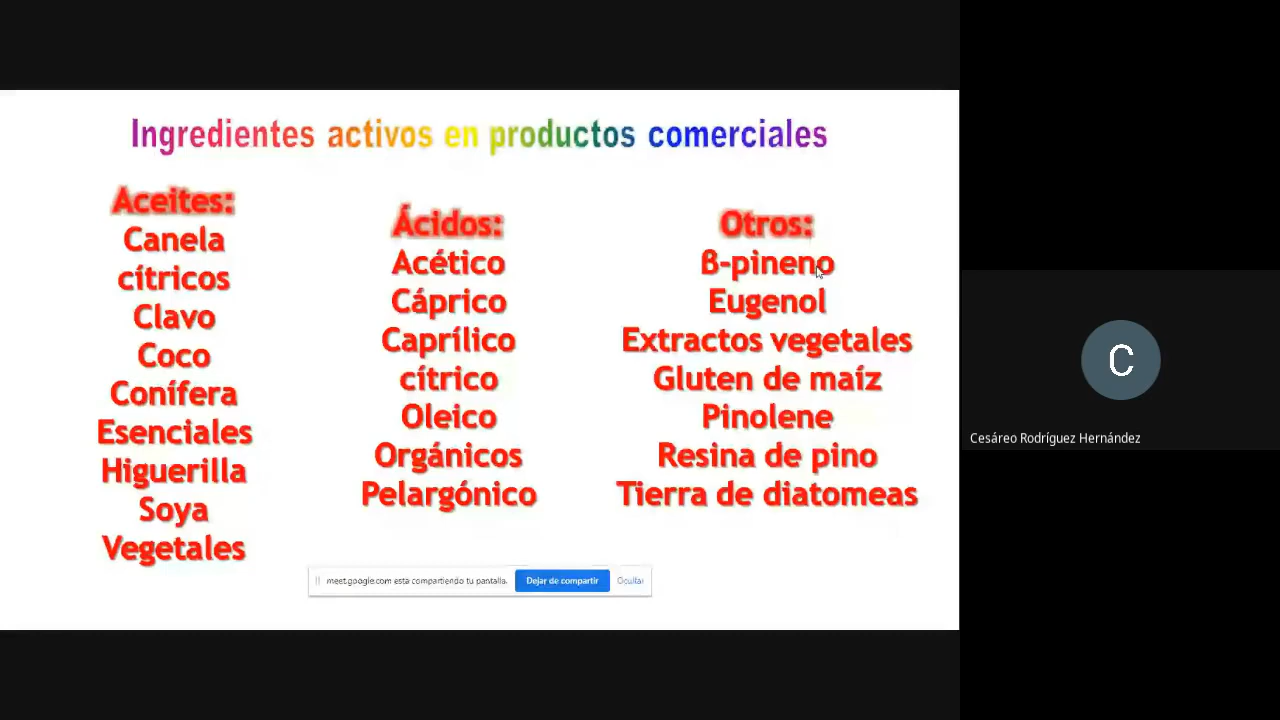 Ingredientes activos en productos comerciales
Aceites:
Canela
cítricos
Clavo
Coco
Conífera
Esenciales
Higuerilla
Soya
Vegetales
Ácidos:
Acético
Cáprico
Caprílico
cítrico
Oleico
Orgánicos
Pelargónico
Otros:
β-pineno
Eugenol
Extractos vegetales
Gluten de maíz
Pinolene
Resina de pino
Tierra de diatomeas
meet.google.com esta compartiendo tu pantalla.
Dejar de compartir
Ocultar
C
Cesáreo Rodríguez Hernández